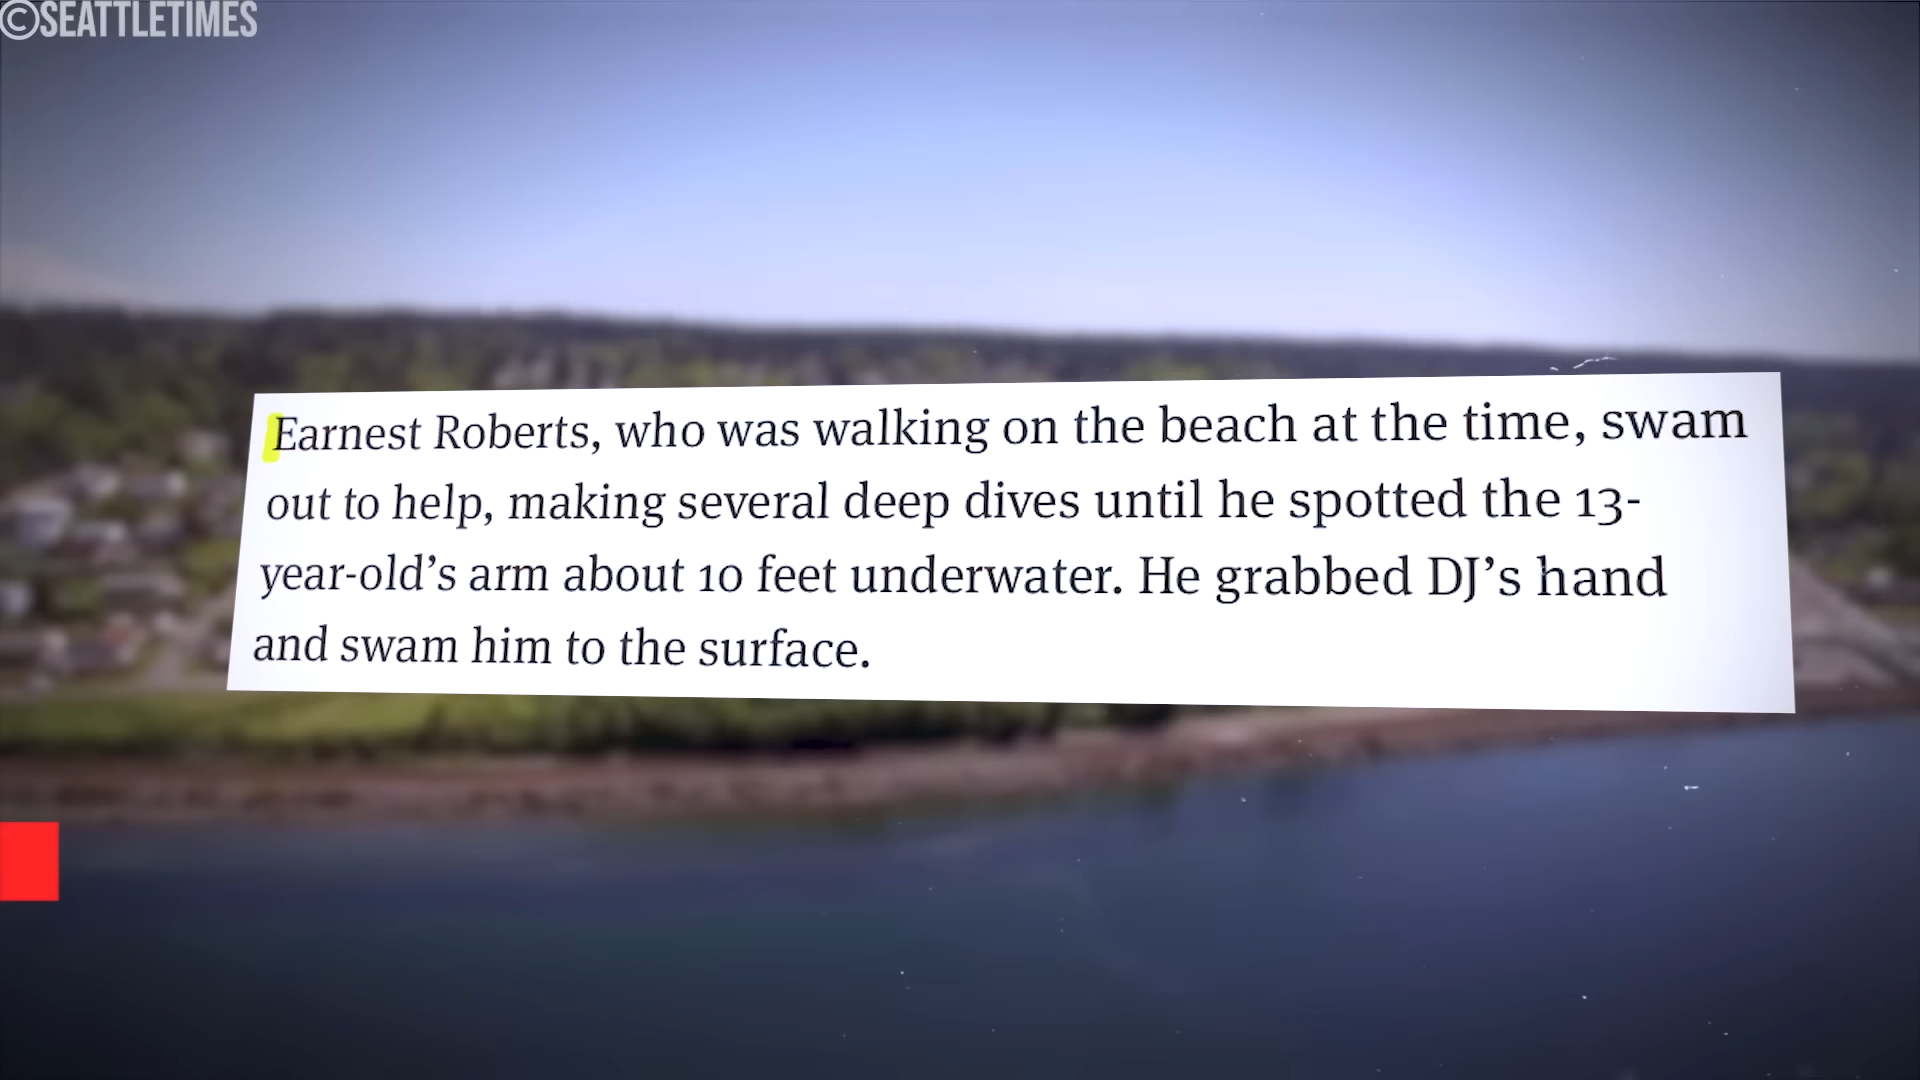 ©SEATTLETIMES
Earnest Roberts, who was walking on the beach at the time, swam
out to help, making several deep dives until he spotted the 13-
year-old’s arm about 10 feet underwater. He grabbed DJ’s hand
and swam him to the surface.